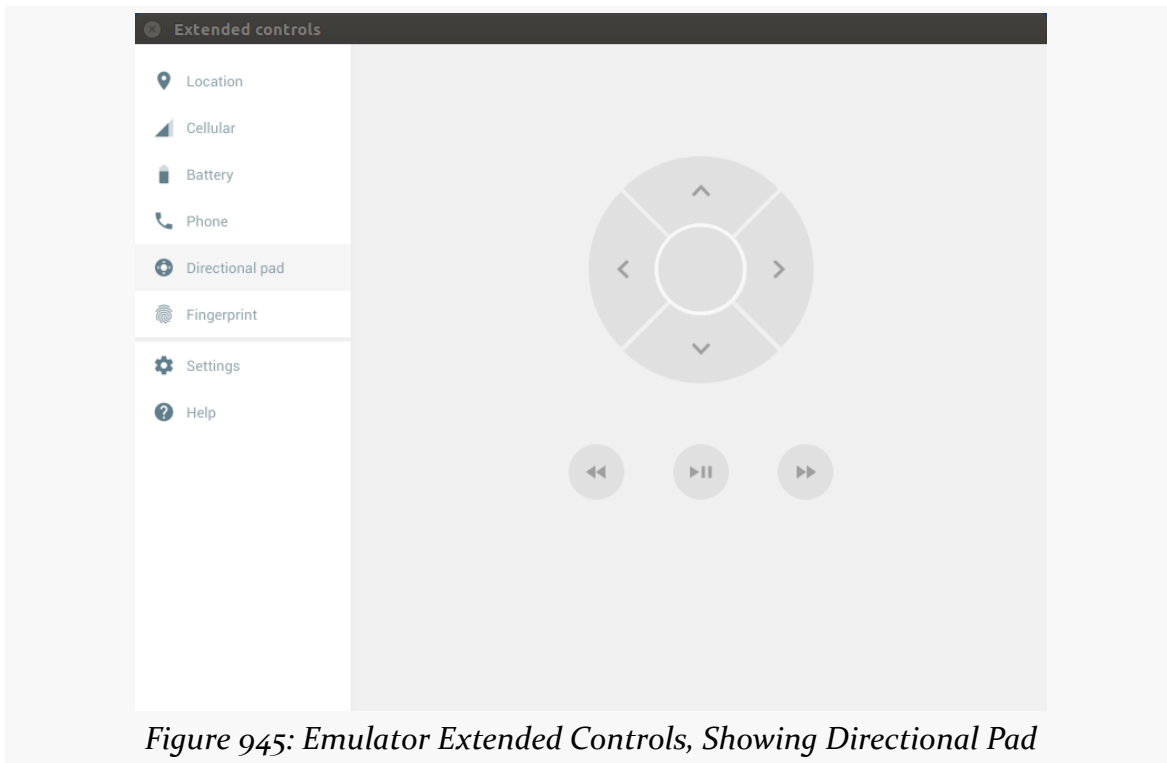 Extended controls
Location
Cellular
Battery
Phone
Directional pad
Fingerprint
Settings
Help
Figure 945: Emulator Extended Controls, Showing Directional Pad